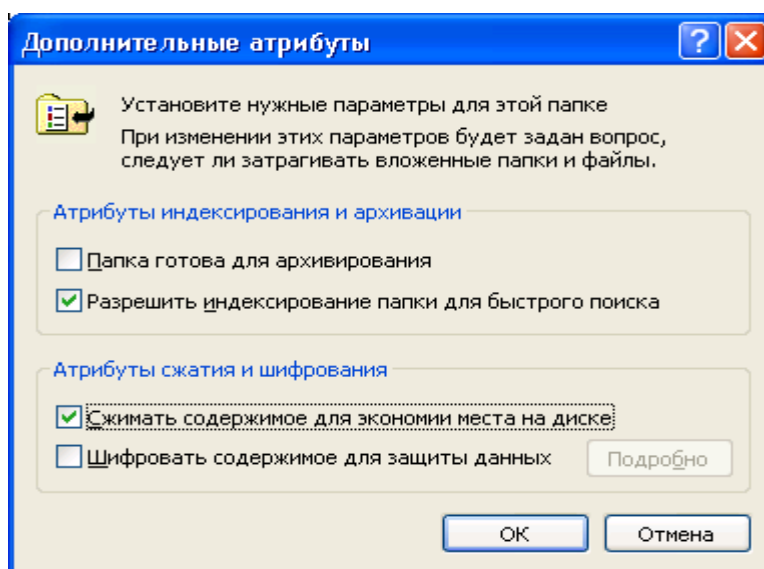 Дополнительные атрибуты
Установите нужные параметры для этой папке
При изменении этих параметров будет задан вопрос,
следует ли затрагивать вложенные папки и файлы.
Атрибуты индексирования и архивации
Папка готова для архивирования
Разрешить индексирование папки для быстрого поиска
Атрибуты сжатия и шифрования
Сжимать содержимое для экономии места на диске
Шифровать содержимое для защиты данных
Подробно
ОК
Отмена